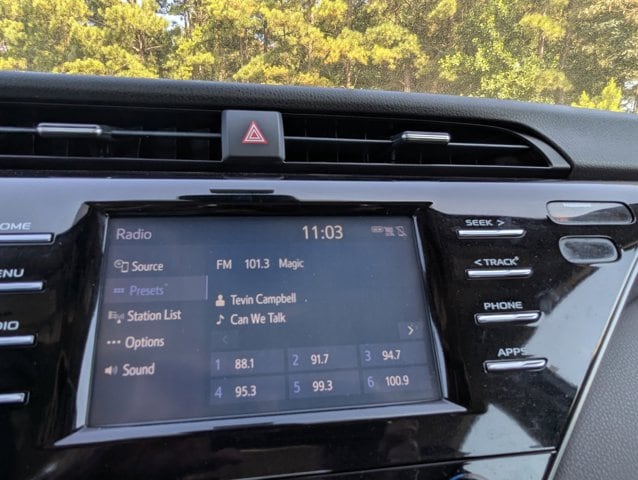 Radio 11:03
Source
FM 101.3 Magic
Presets
Tevin Campbell
Station List
Can We Talk
Options
Sound
1 88.1 2 91.7 3 94.7
4 95.3 5 99.3 6 100.9
SEEK >
< TRACK
PHONE
APPS
OME
ENU
DIO